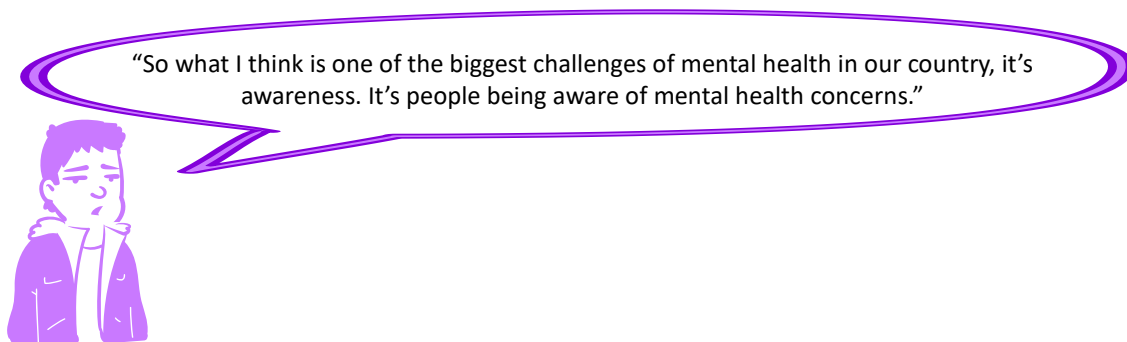 “So what I think is one of the biggest challenges of mental health in our country, it’s
awareness. It’s people being aware of mental health concerns.”